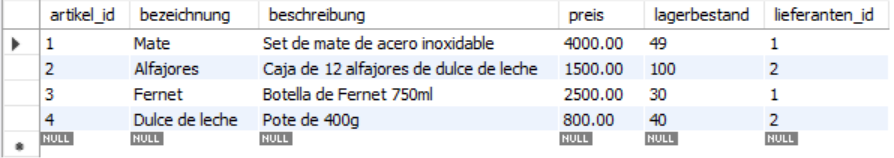 artikel_id bezeichnung beschreibung preis lagerbestand lieferanten_id
1 Mate Set de mate de acero inoxidable 4000.00 49 1
2 Alfajores Caja de 12 alfajores de dulce de leche 1500.00 100 2
3 Fernet Botella de Fernet 750ml 2500.00 30 1
4 Dulce de leche Pote de 400g 800.00 40 2
NULL NULL NULL NULL NULL NULL